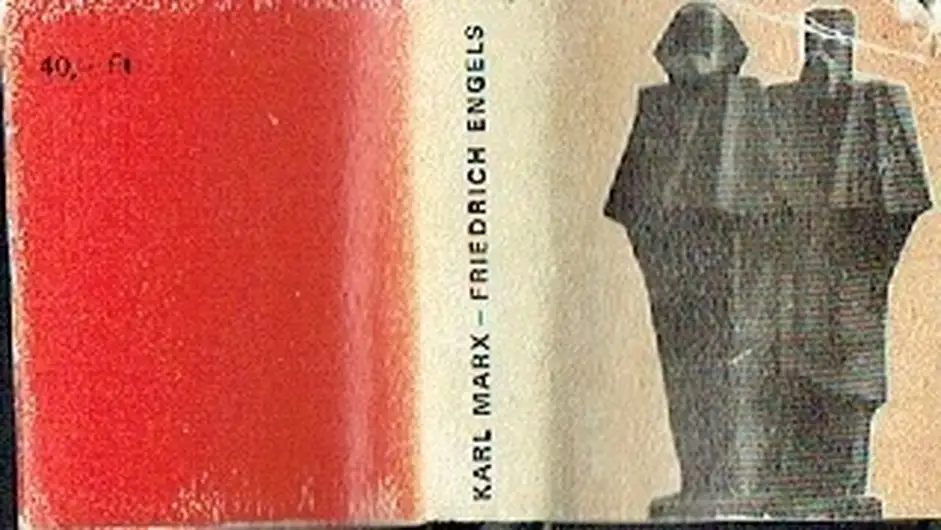 40,- Ft
KARL MARX – FRIEDRICH ENGELS